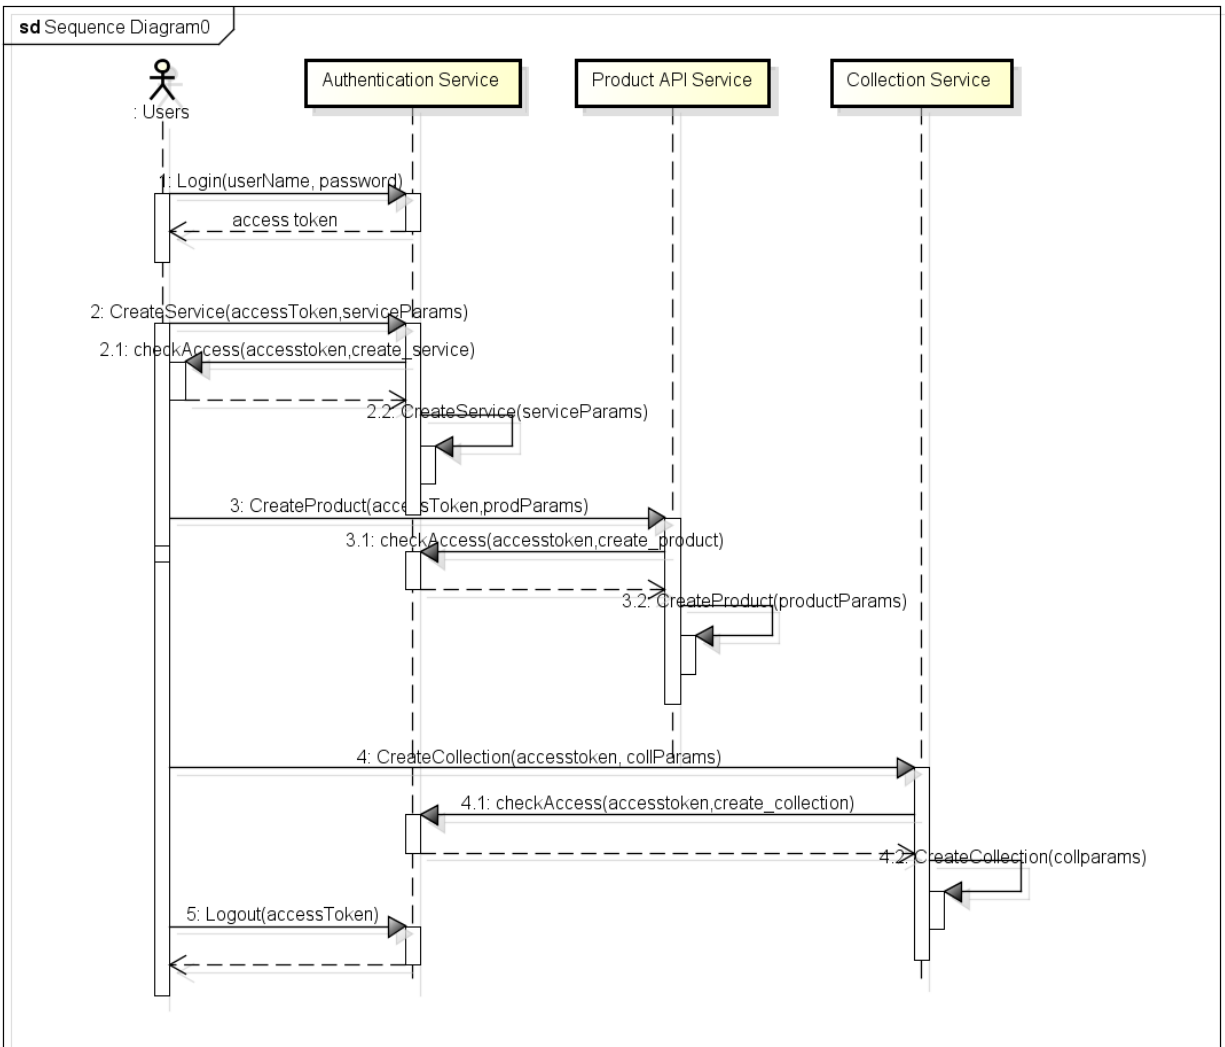 sd Sequence Diagram0
: Users
Authentication Service
Product API Service
Collection Service
1: Login(userName, password)
access token
2: CreateService(accessToken,serviceParams)
2.1: checkAccess(accesstoken,create_service)
2.2: CreateService(serviceParams)
3: CreateProduct(accessToken,prodParams)
3.1: checkAccess(accesstoken,create_product)
3.2: CreateProduct(productParams)
4: CreateCollection(accesstoken, collParams)
4.1: checkAccess(accesstoken,create_collection)
4.2: CreateCollection(collparams)
5: Logout(accessToken)